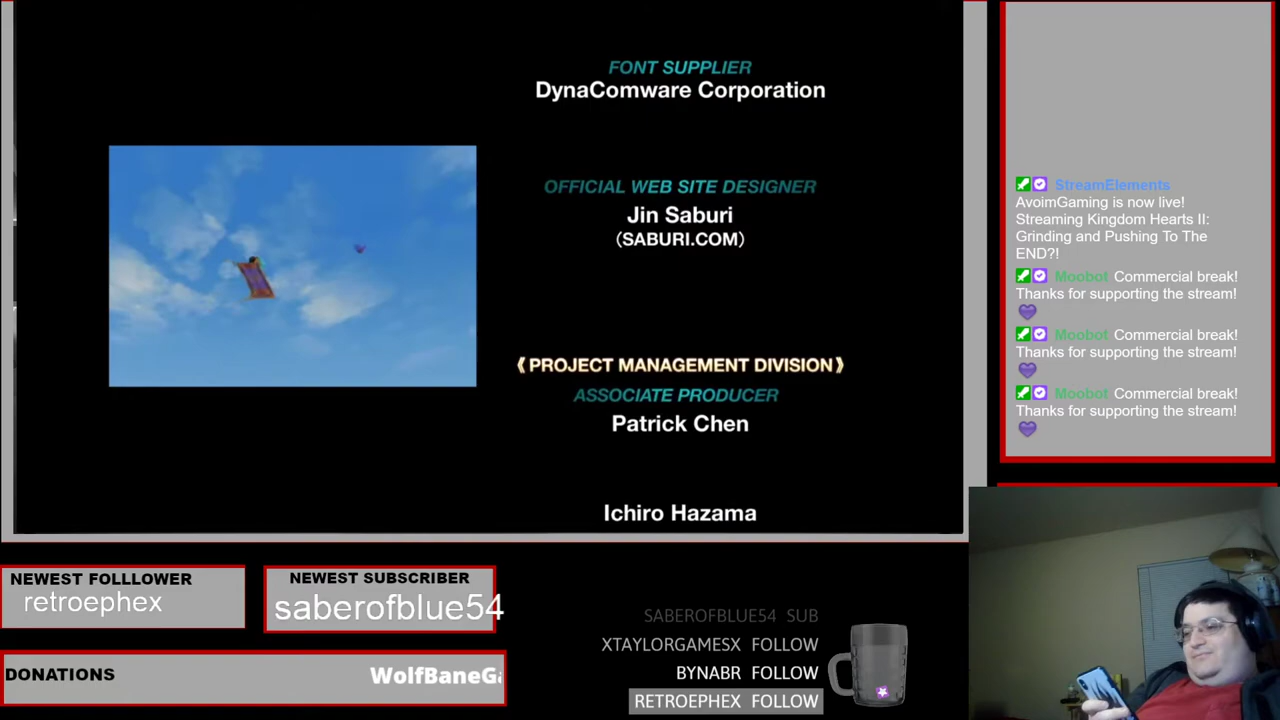 FONT SUPPLIER
DynaComware Corporation
OFFICIAL WEB SITE DESIGNER
Jin Saburi
(SABURI.COM)
⟪PROJECT MANAGEMENT DIVISION⟫
ASSOCIATE PRODUCER
Patrick Chen
Ichiro Hazama
StreamElements
AvoimGaming is now live!
Streaming Kingdom Hearts II:
Grinding and Pushing To The
END?!
Moobot Commercial break!
Thanks for supporting the stream!
Moobot Commercial break!
Thanks for supporting the stream!
Moobot Commercial break!
Thanks for supporting the stream!
NEWEST FOLLLOWER
retroephex
NEWEST SUBSCRIBER
saberofblue54
DONATIONS
WolfBaneGa
SABEROFBLUE54 SUB
XTAYLORGAMESX FOLLOW
BYNABR FOLLOW
RETROEPHEX FOLLOW